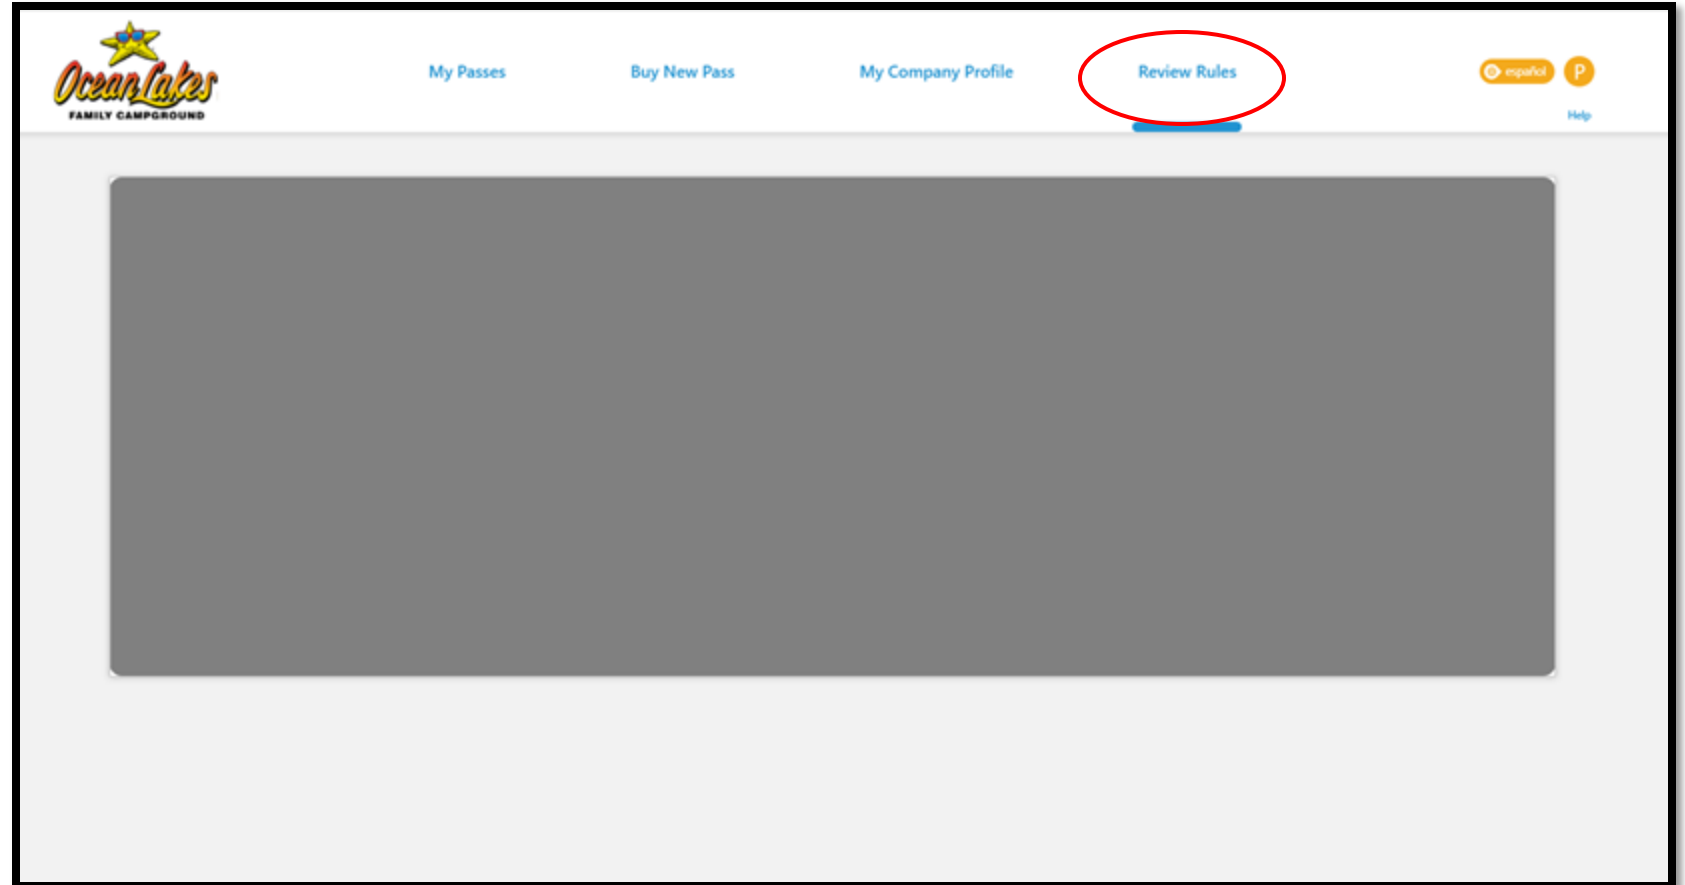 Ocean Lakes
FAMILY CAMPGROUND
My Passes
Buy New Pass
My Company Profile
Review Rules
español
P
Help